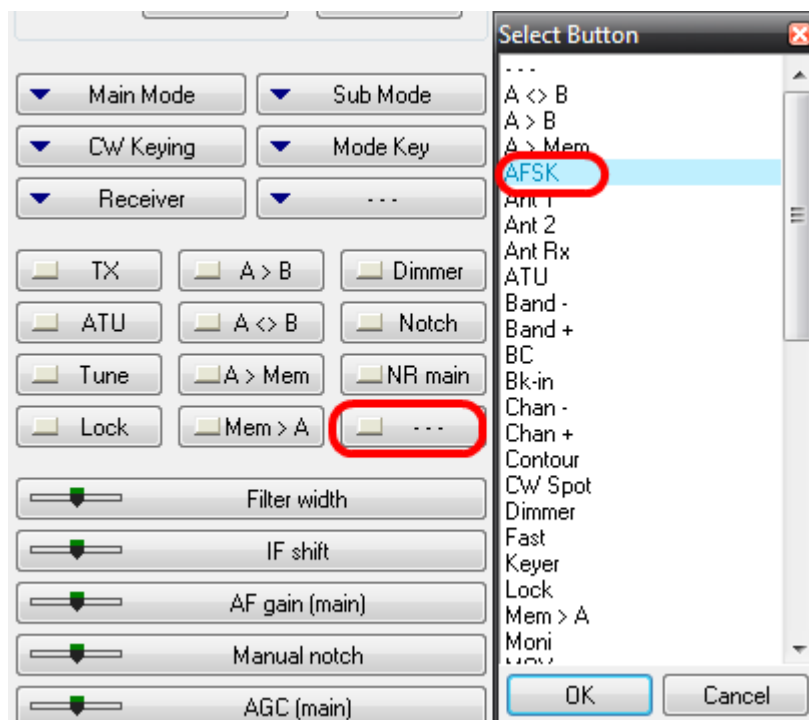 Main Mode
Sub Mode
CW Keying
Mode Key
Receiver
---
TX
A > B
Dimmer
ATU
A <> B
Notch
Tune
A > Mem
NR main
Lock
Mem > A
---
Filter width
IF shift
AF gain (main)
Manual notch
AGC (main)
Select Button
---
A <> B
A > B
A > Mem
AFSK
Ant 1
Ant 2
Ant Rx
ATU
Band -
Band +
BC
Bk-in
Chan -
Chan +
Contour
CW Spot
Dimmer
Fast
Keyer
Lock
Mem > A
Moni
OK
Cancel